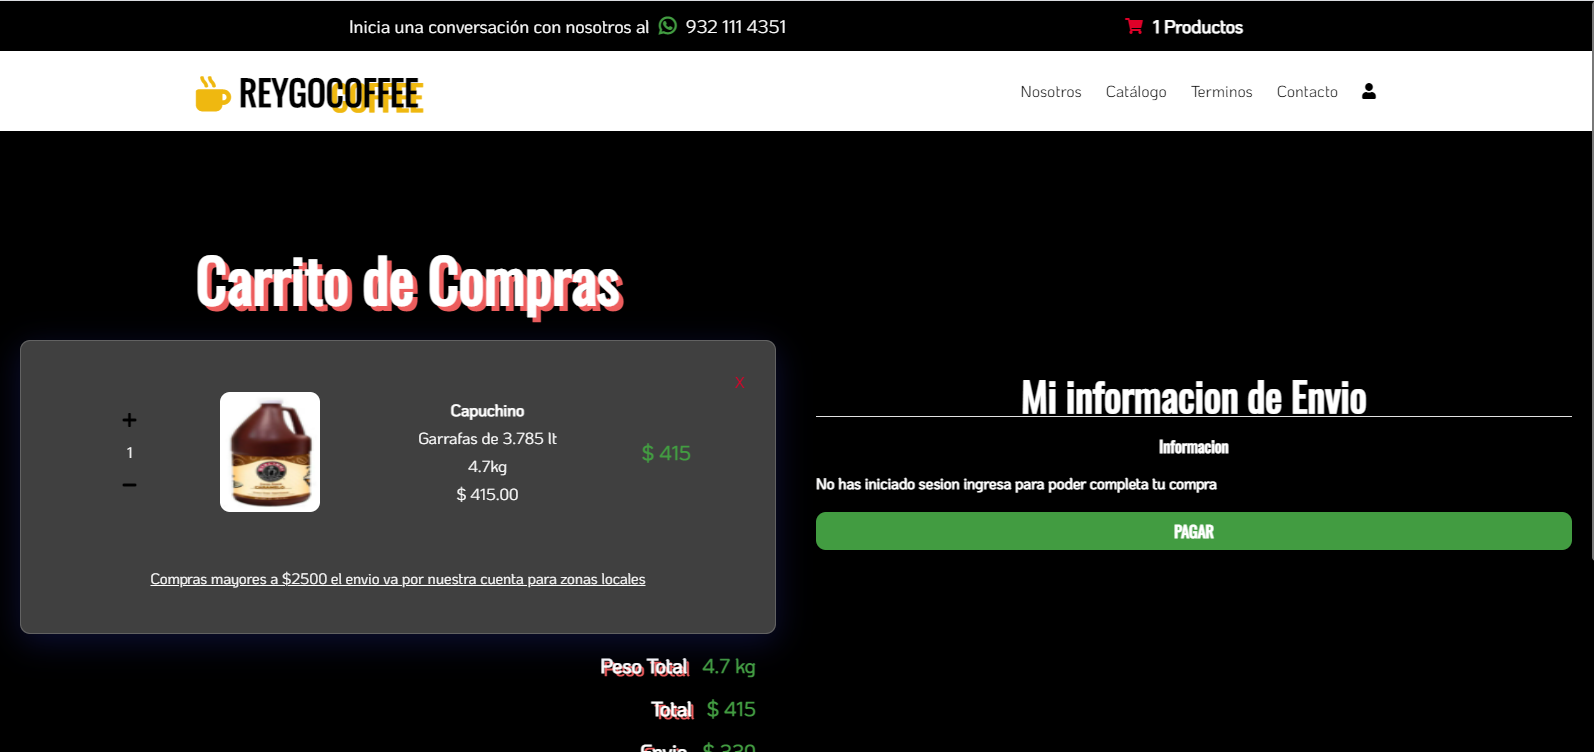 Inicia una conversación con nosotros al 932 111 4351
1 Productos
REYGOCOFFEE
Nosotros Catálogo Terminos Contacto
Carrito de Compras
x
+
1
Capuchino
Garrafas de 3.785 lt
4.7kg
$ 415.00
$ 415
Compras mayores a $2500 el envio va por nuestra cuenta para zonas locales
Peso Total 4.7 kg
Total $ 415
Envio $ 330
Mi informacion de Envio
Informacion
No has iniciado sesion ingresa para poder completa tu compra
PAGAR